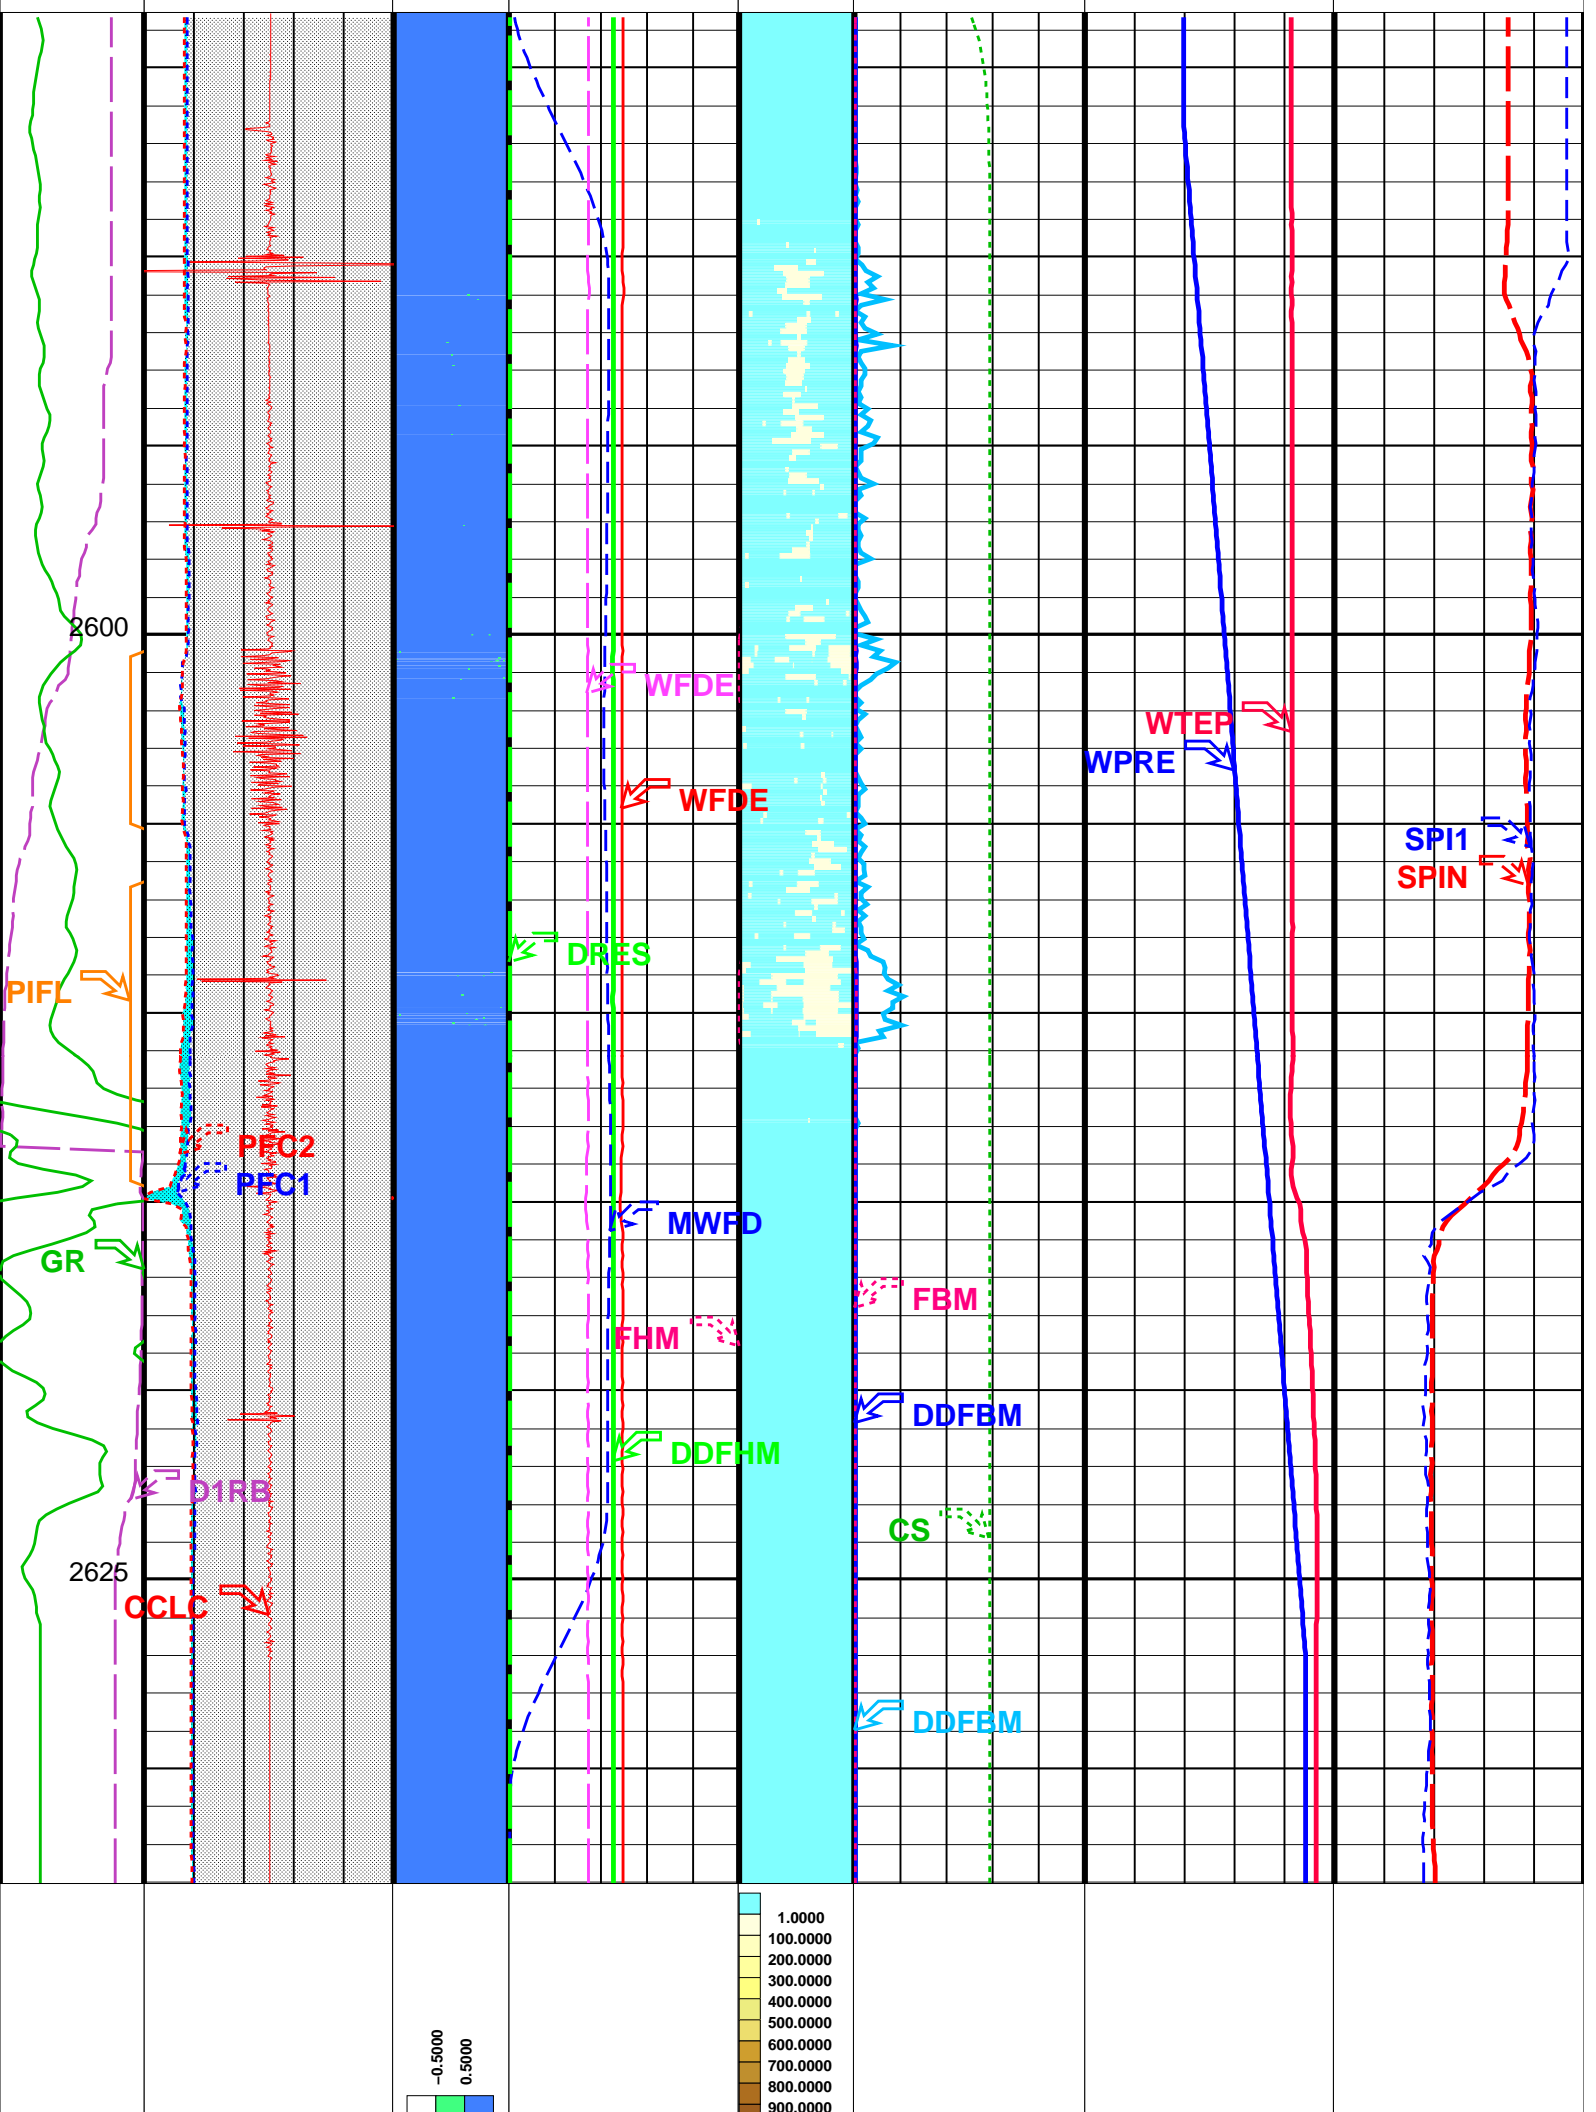 2600
WFDE
WTEP
WPRE
WFDE
SPI1
SPIN
DRES
PIFL
PFC2
PFC1
MWFD
GR
FBM
FHM
DDFBM
DDFHM
D1RB
CS
2625
CCLC
DDFBM
1.0000
100.0000
200.0000
300.0000
400.0000
500.0000
600.0000
700.0000
800.0000
900.0000
−0.5000
0.5000